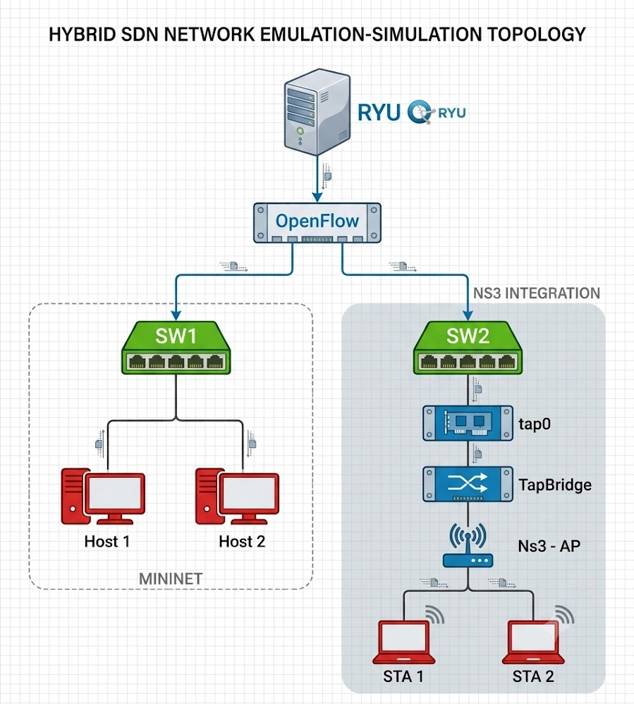 HYBRID SDN NETWORK EMULATION-SIMULATION TOPOLOGY
RYU RYU
OpenFlow
NS3 INTEGRATION
SW1
SW2
tap0
TapBridge
Ns3 - AP
Host 1
Host 2
MININET
STA 1
STA 2